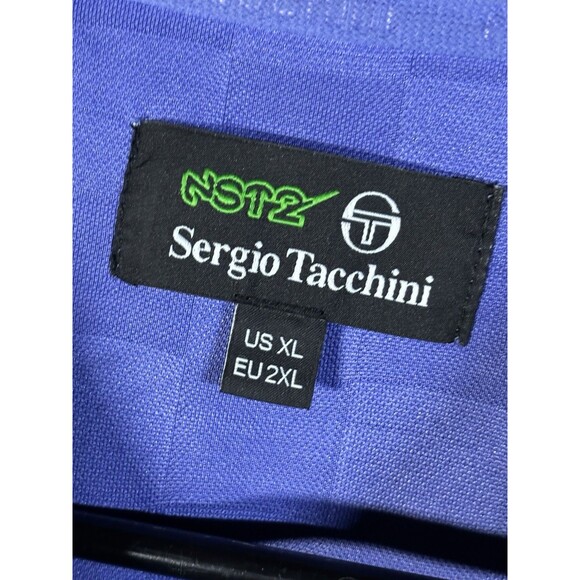 NST2
Sergio Tacchini
US XL
EU 2XL